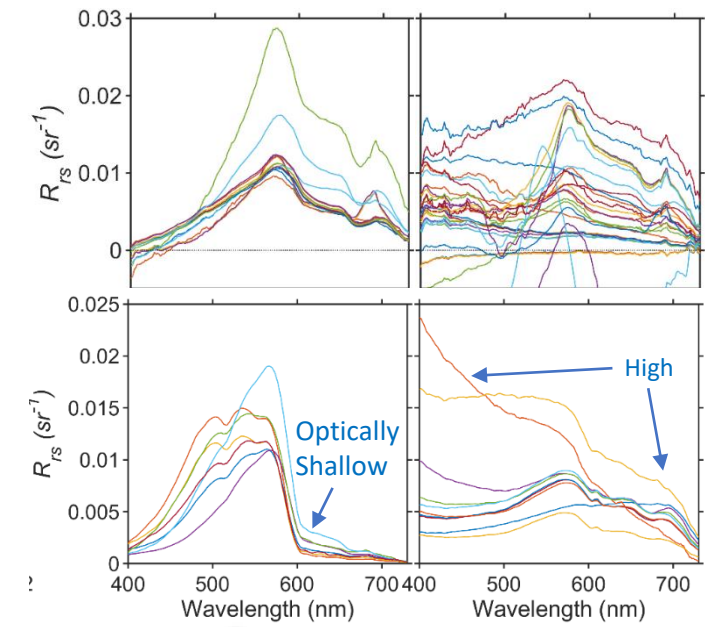 0.03
0.02
0.01
0
Rrs (sr-1)
0.025
0.02
0.015
0.01
0.005
0
Rrs (sr-1)
Optically
Shallow
High
400 500 600 700
400 500 600 700
Wavelength (nm) Wavelength (nm)